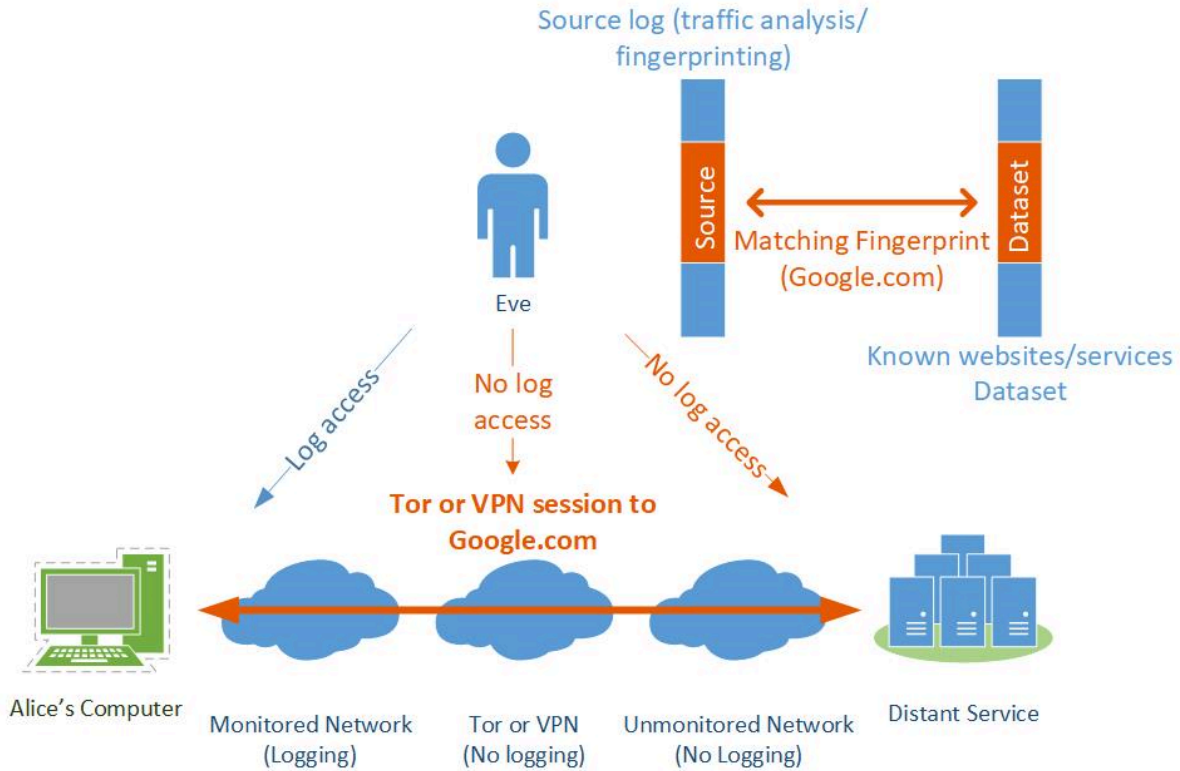 Source log (traffic analysis/
fingerprinting)
Source
Dataset
Matching Fingerprint
(Google.com)
Known websites/services
Dataset
Eve
Log access
No log
access
No log access
Tor or VPN session to
Google.com
Alice’s Computer
Monitored Network
(Logging)
Tor or VPN
(No logging)
Unmonitored Network
(No Logging)
Distant Service